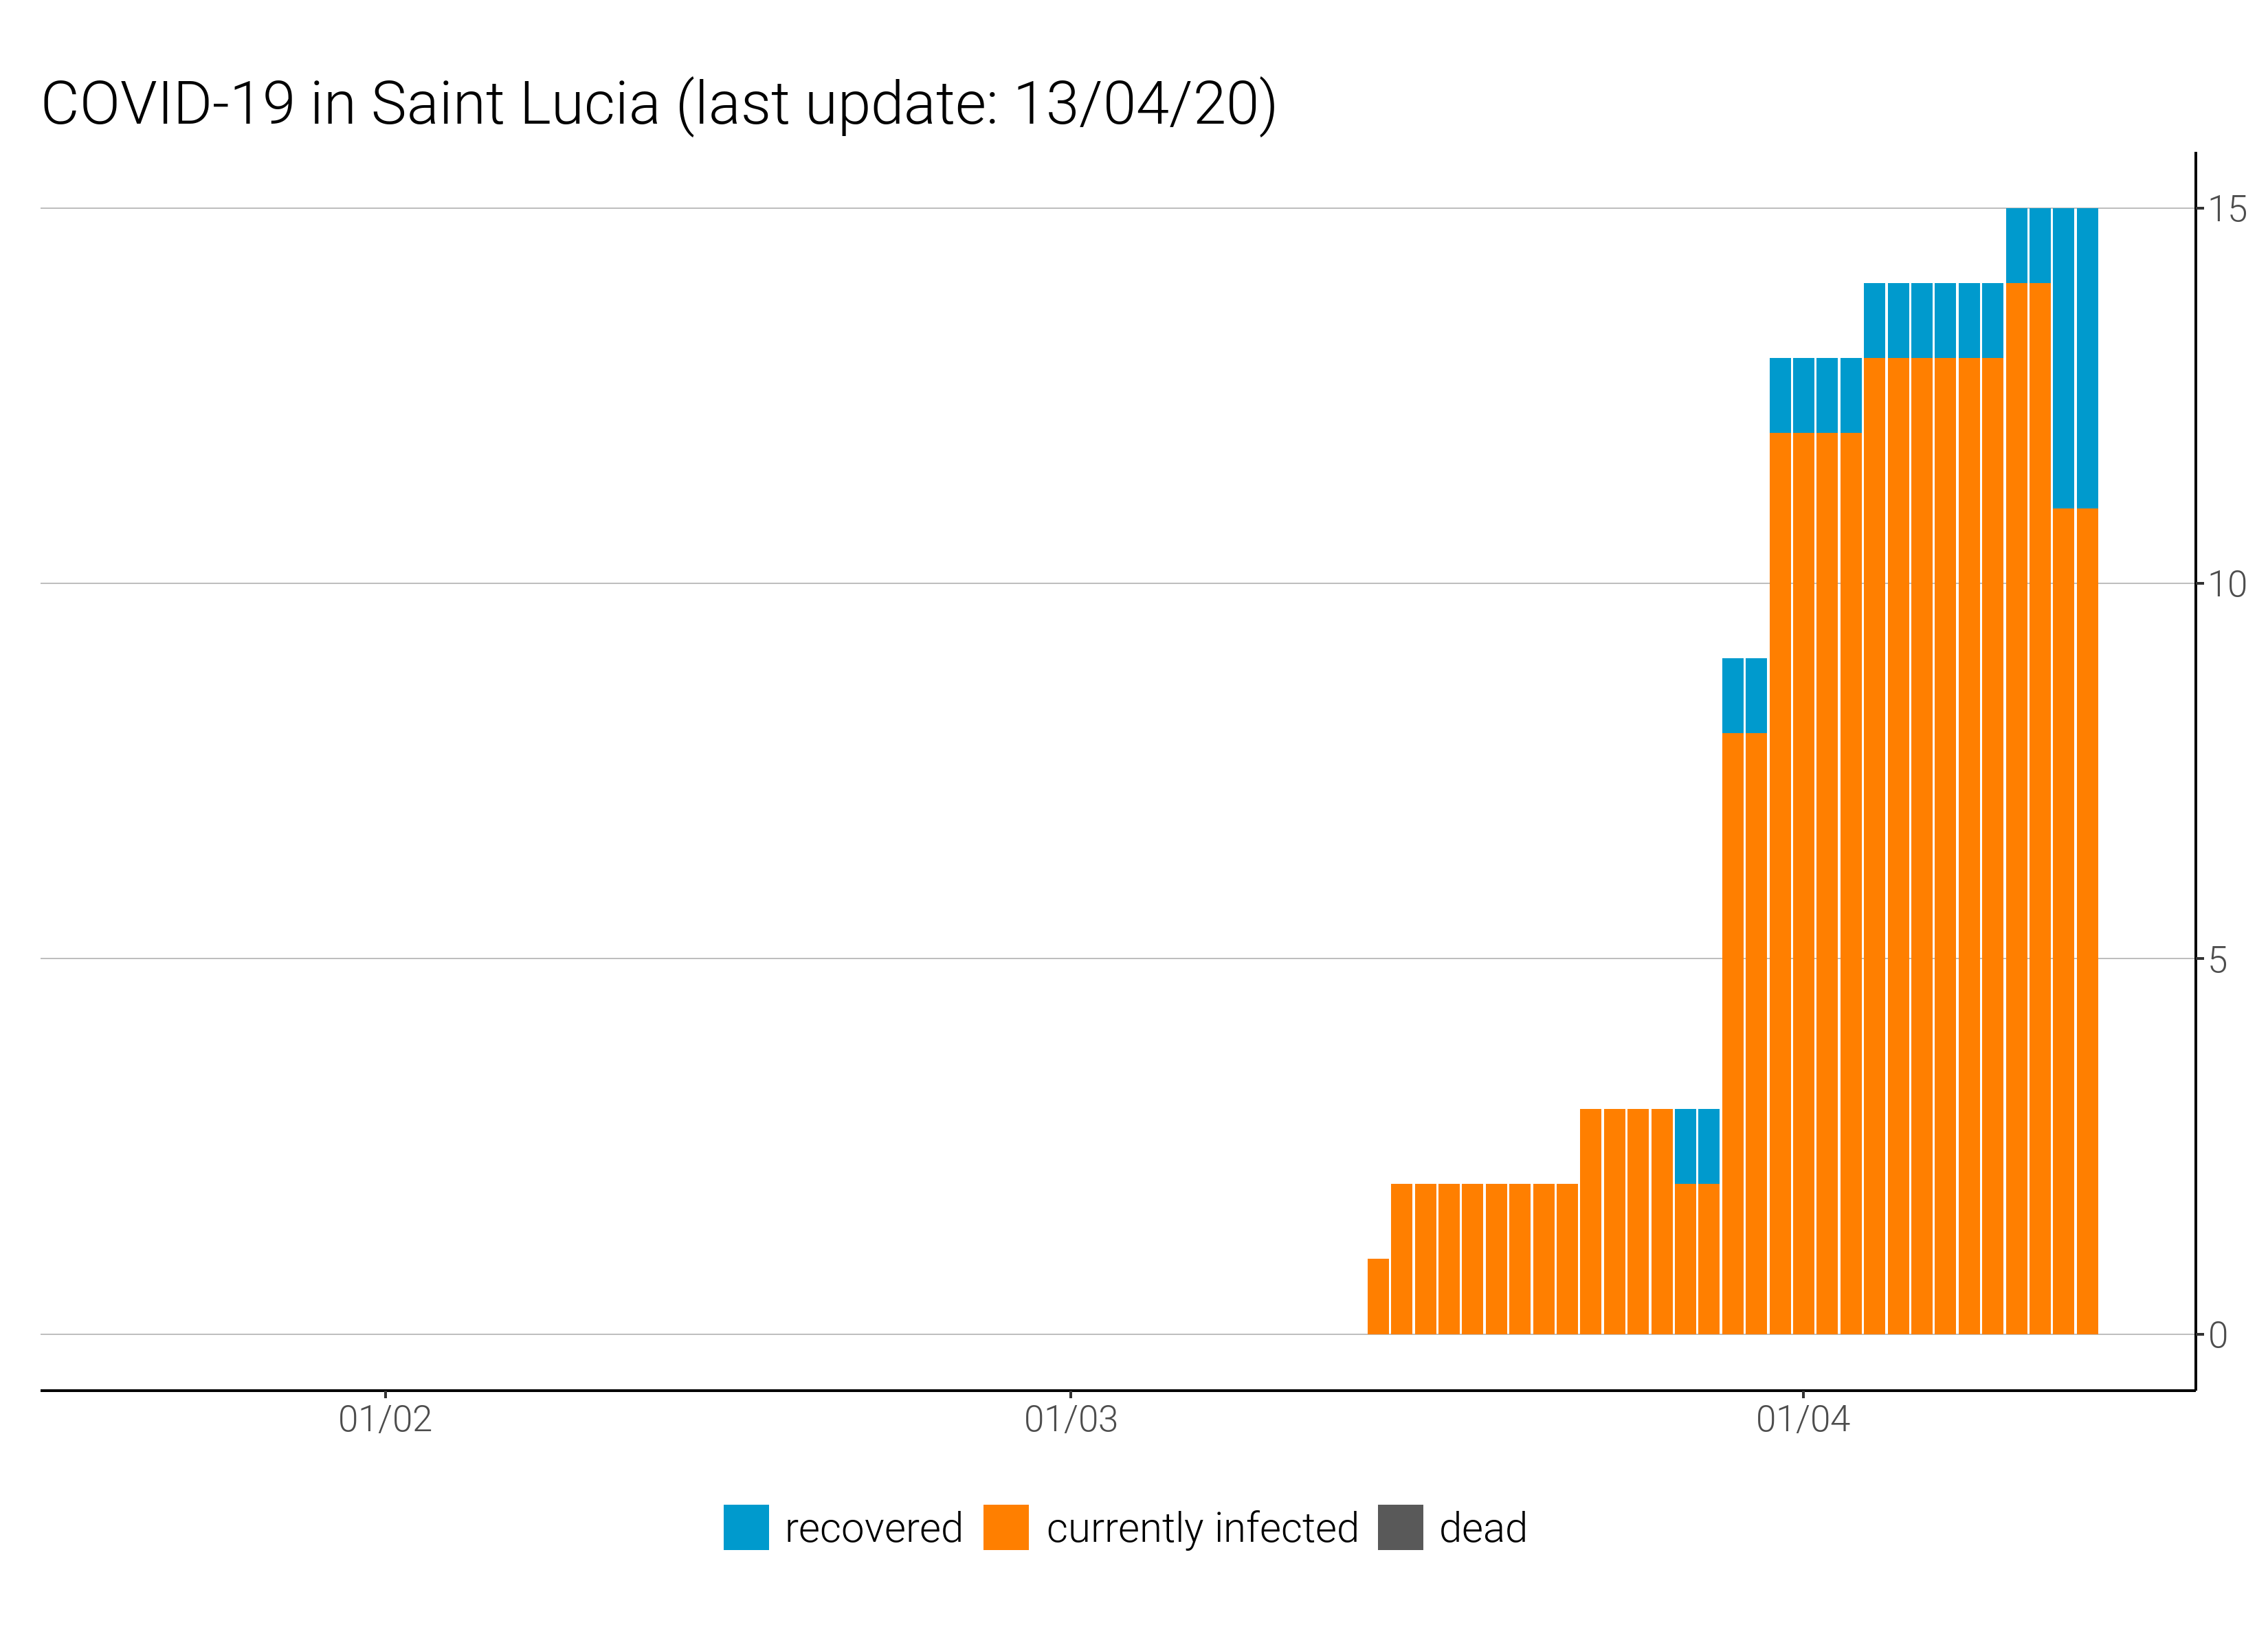 COVID-19 in Saint Lucia (last update: 13/04/20)
15
10
5
0
01/02 01/03 01/04
recovered currently infected dead